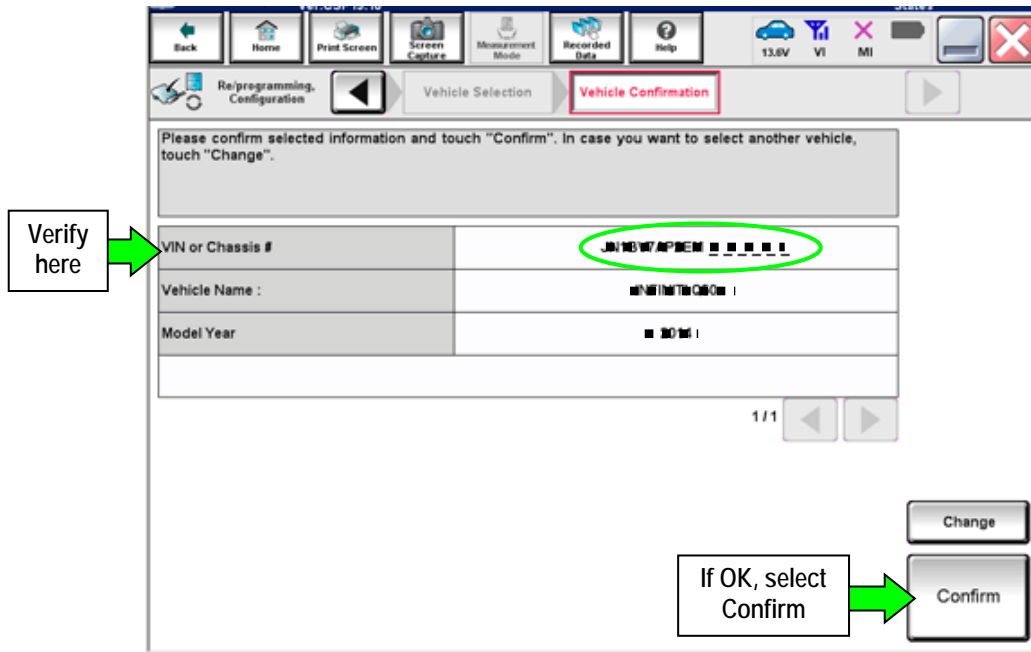 Back
Home
Print Screen
Screen Capture
Measurement Mode
Recorded Data
Help
13.6V
VI
MI
Re/programming, Configuration
Vehicle Selection
Vehicle Confirmation
Please confirm selected information and touch "Confirm". In case you want to select another vehicle,
touch "Change".
Verify
here
VIN or Chassis #
Vehicle Name :
Model Year
1/1
Change
If OK, select
Confirm
Confirm